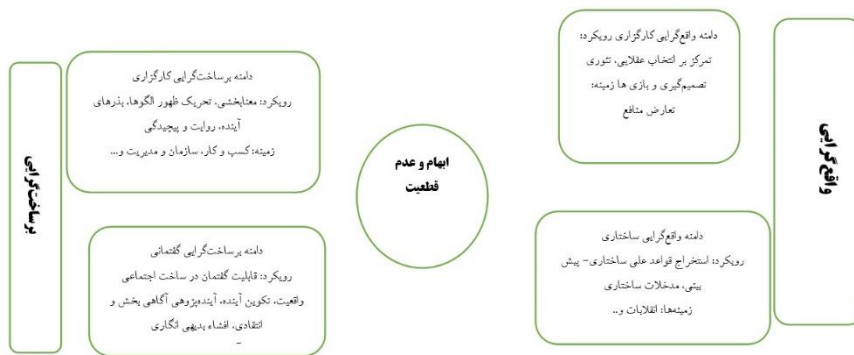 واقع‌گرایی
دامنه واقع‌گرایی کارگزاری رویکرد:
تمرکز بر انتخاب عقلایی، تئوری
تصمیم‌گیری و بازی ها زمینه:
تعارض منافع
دامنه واقع‌گرایی ساختاری
رویکرد: استخراج قواعد علی ساختاری- پیش
بینی، مدخلات ساختاری
زمینه‌ها: انقلابات و..
ابهام و عدم
قطعیت
دامنه برساخت‌گرایی کارگزاری
رویکرد: معنابخشی، تحریک ظهور الگوها، بذرهای
آینده، روایت و پیچیدگی
زمینه: کسب و کار، سازمان و مدیریت و...
دامنه برساخت‌گرایی گفتمانی
رویکرد: قابلیت گفتمان در ساخت اجتماعی
واقعیت، تکوین آینده، آینده‌پژوهی آگاهی بخش و
انتقادی، افشاء بدیهی انگاری
برساخت‌گرایی